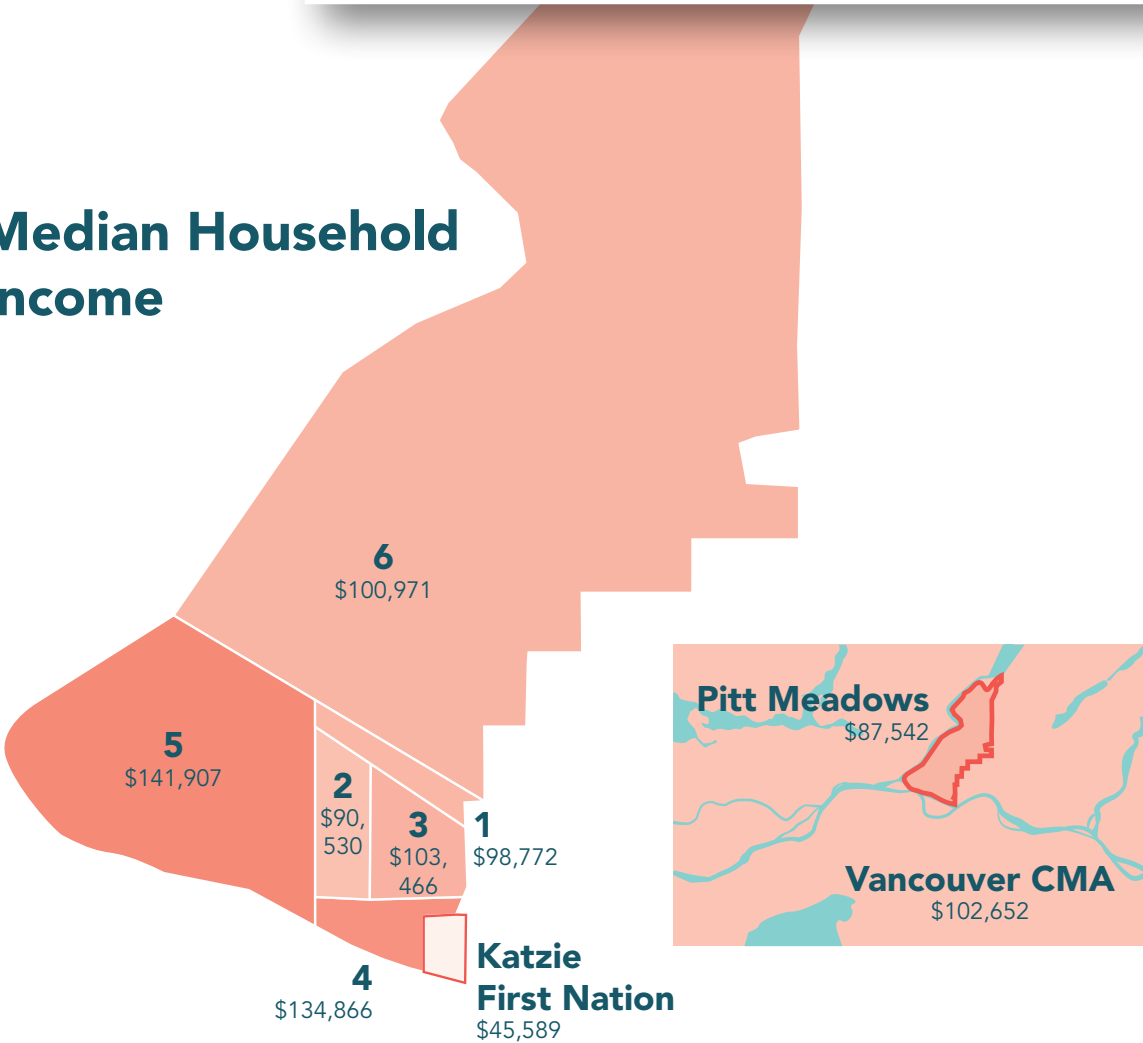 Median Household
ncome
6
$100,971
5
$141,907
2
$90,
530
3
$103,
466
1
$98,772
4
$134,866
Katzie
First Nation
$45,589
Pitt Meadows
$87,542
Vancouver CMA
$102,652